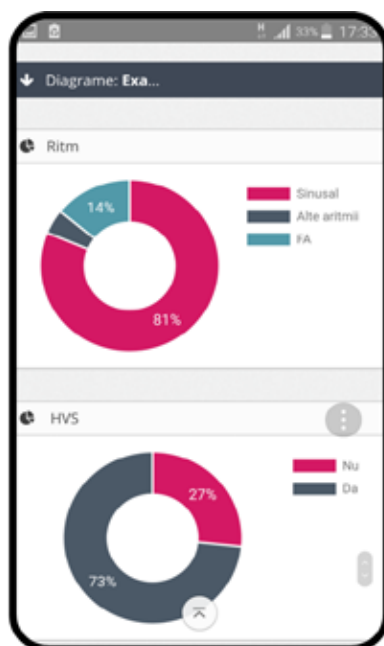 33% 17:33
Diagrame: Exa...
Ritm
14%
81%
Sinusal
Alte aritmii
FA
HVS
27%
73%
Nu
Da